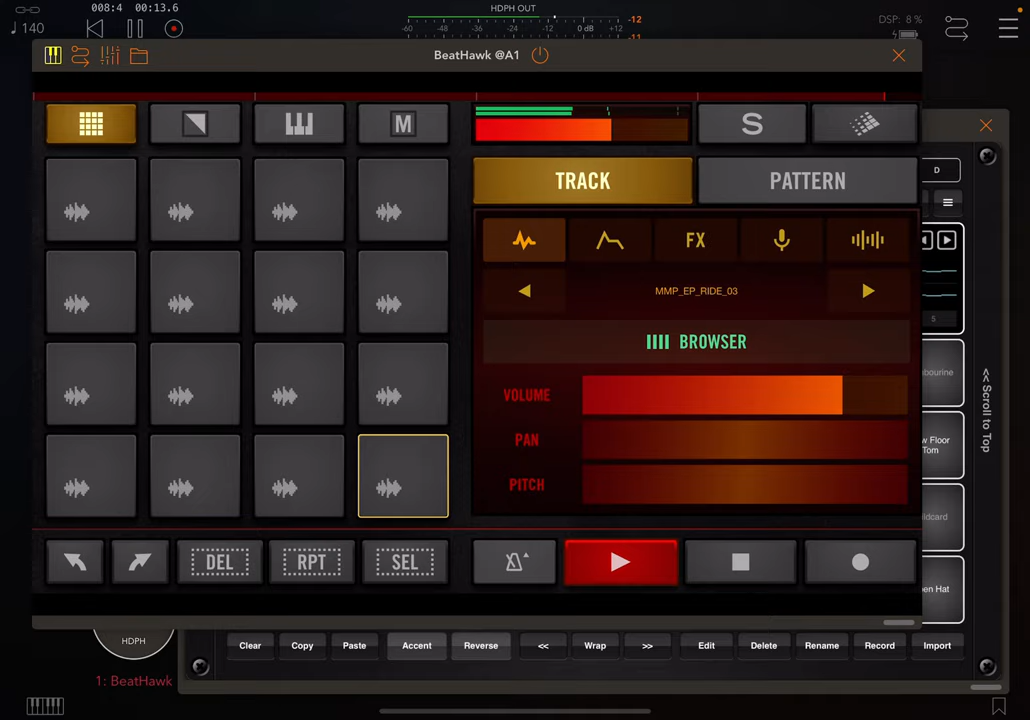 008:4 00:13.6
HDPH OUT
♩140
-60 -48 -36 -24 -12 0 dB +12
-12
-11
DSP: 8 %
BeatHawk @A1
M
S
D
TRACK
PATTERN
FX
MMP_EP_RIDE_03
5
BROWSER
VOLUME
PAN
PITCH
<< Scroll to Top
DEL
RPT
SEL
HDPH
Clear
Copy
Paste
Accent
Reverse
<<
Wrap
>>
Edit
Delete
Rename
Record
Import
1: BeatHawk